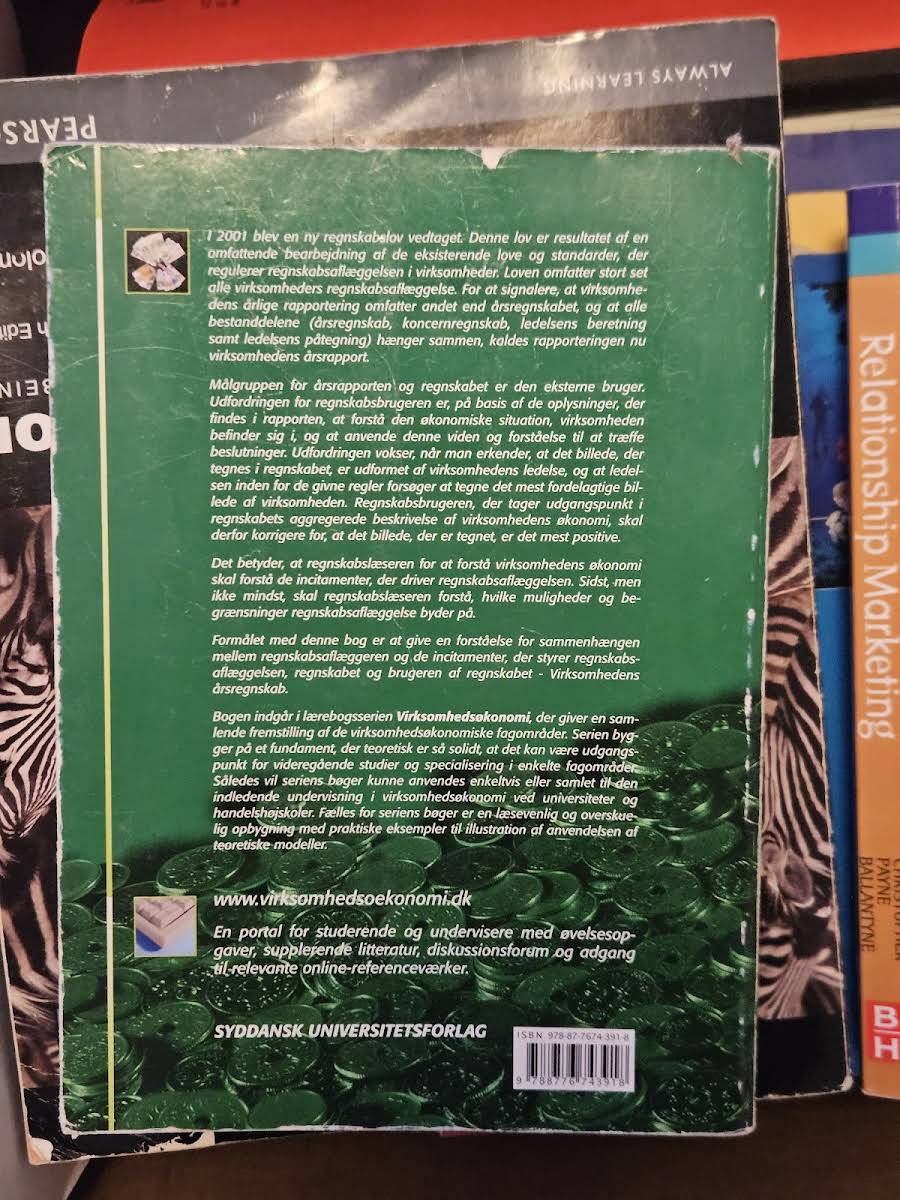 ALWAYS LEARNING
PEARS
I 2001 blev en ny regnskabslov vedtaget. Denne lov er resultatet af en
omfattende bearbejdning af de eksisterende love og standarder, der
regulerer regnskabsaflæggelsen i virksomheder. Loven omfatter stort set
alle virksomheders regnskabsaflæggelse. For at signalere, at virksomhe-
dens årlige rapportering omfatter andet end årsregnskabet, og at alle
bestanddelene (årsregnskab, koncernregnskab, ledelsens beretning
samt ledelsens påtegning) hænger sammen, kaldes rapporteringen nu
virksomhedens årsrapport.
Målgruppen for årsrapporten og regnskabet er den eksterne bruger.
Udfordringen for regnskabsbrugeren er, på basis af de oplysninger, der
findes i rapporten, at forstå den økonomiske situation, virksomheden
befinder sig i, og at anvende denne viden og forståelse til at træffe
beslutninger. Udfordringen vokser, når man erkender, at det billede, der
tegnes i regnskabet, er udformet af virksomhedens ledelse, og at ledel-
sen inden for de givne regler forsøger at tegne det mest fordelagtige bil-
lede af virksomheden. Regnskabsbrugeren, der tager udgangspunkt i
regnskabets aggregerede beskrivelse af virksomhedens økonomi, skal
derfor korrigere for, at det billede, der er tegnet, er det mest positive.
Det betyder, at regnskabslæseren for at forstå virksomhedens økonomi
skal forstå de incitamenter, der driver regnskabsaflæggelsen. Sidst, men
ikke mindst, skal regnskabslæseren forstå, hvilke muligheder og be-
grænsninger regnskabsaflæggelse byder på.
Formålet med denne bog er at give en forståelse for sammenhængen
mellem regnskabsaflæggeren og de incitamenter, der styrer regnskabs-
aflæggelsen, regnskabet og brugeren af regnskabet - Virksomhedens
årsregnskab.
Bogen indgår i lærebogsserien Virksomhedsøkonomi, der giver en sam-
lende fremstilling af de virksomhedsøkonomiske fagområder. Serien byg-
ger på et fundament, der teoretisk er så solidt, at det kan være udgangs-
punkt for videregående studier og specialisering i enkelte fagområder.
Således vil seriens bøger kunne anvendes enkeltvis eller samlet til den
indledende undervisning i virksomhedsøkonomi ved universiteter og
handelshøjskoler. Fælles for seriens bøger er en læsevenlig og overskue-
lig opbygning med praktiske eksempler til illustration af anvendelsen af
teoretiske modeller.
www.virksomhedsoekonomi.dk
En portal for studerende og undervisere med øvelsesop-
gaver, supplerende litteratur, diskussionsforum og adgang
til relevante online-referenceværker.
SYDDANSK UNIVERSITETSFORLAG
ISBN 978-87-7674-391-8
9 788776 743918
Relationship Marketing
PAYNE
BALLANTYNE
B
H